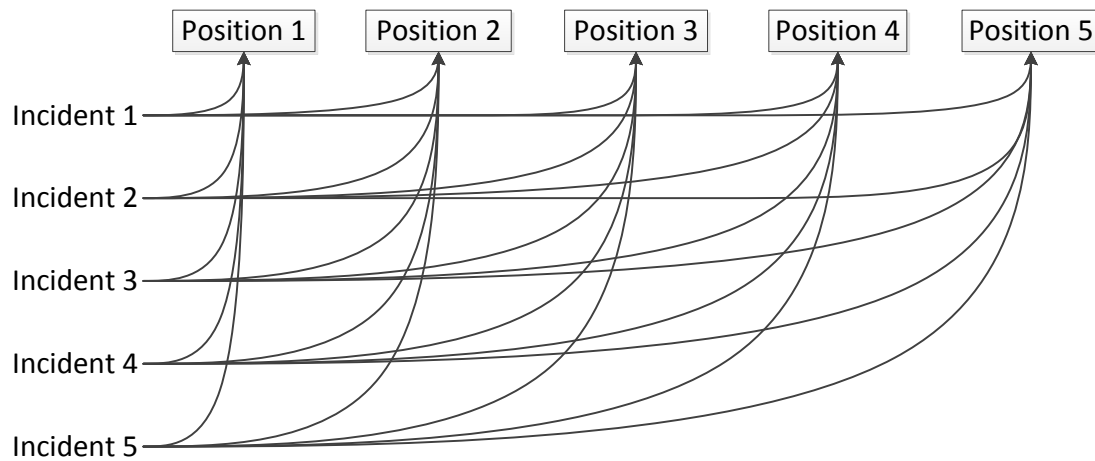 Position 1
Position 2
Position 3
Position 4
Position 5
Incident 1
Incident 2
Incident 3
Incident 4
Incident 5